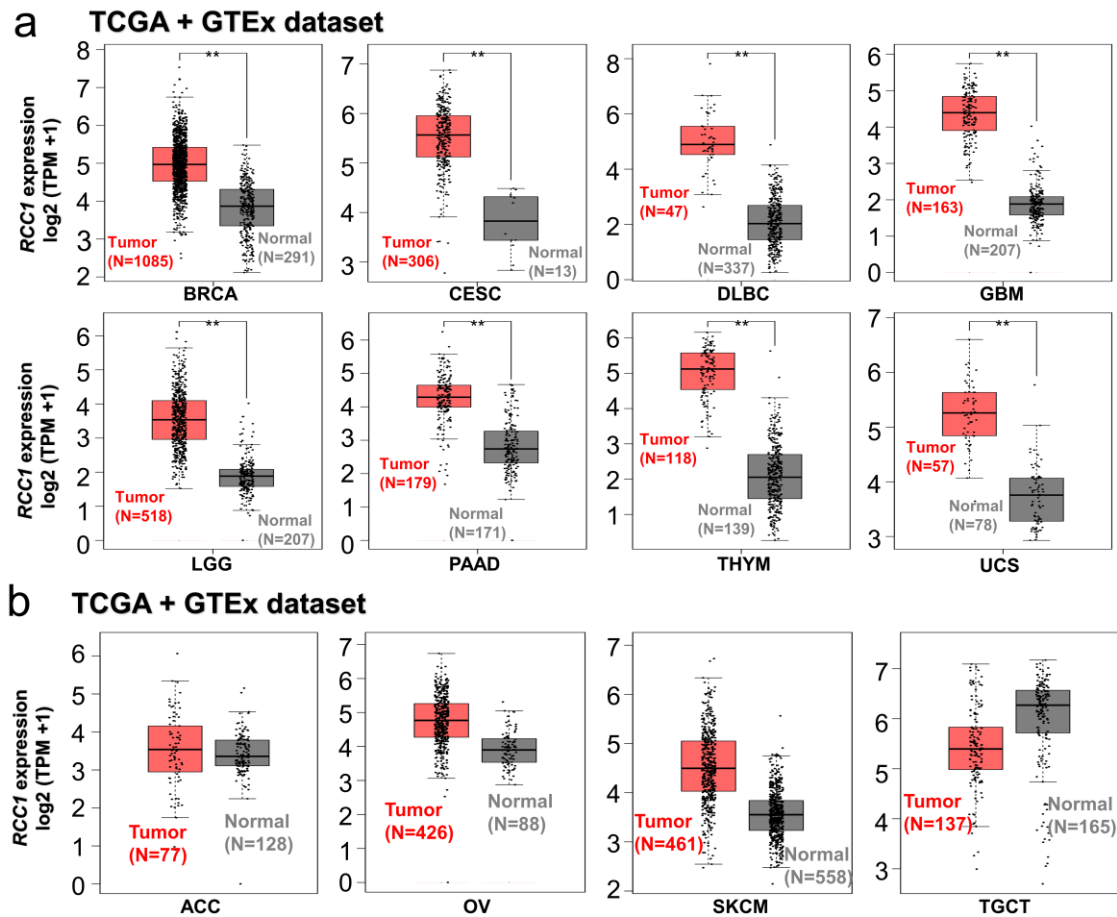 a
TCGA + GTEx dataset
RCC1 expression
log2 (TPM +1)
8
7
6
5
4
3
2
**
Tumor
(N=1085)
Normal
(N=291)
BRCA
7
6
5
4
3
**
Tumor
(N=306)
Normal
(N=13)
CESC
8
6
4
2
0
**
Tumor
(N=47)
Normal
(N=337)
DLBC
6
5
4
3
2
1
0
**
Tumor
(N=163)
Normal
(N=207)
GBM
RCC1 expression
log2 (TPM +1)
6
5
4
3
2
1
0
**
Tumor
(N=518)
Normal
(N=207)
LGG
6
5
4
3
2
1
0
**
Tumor
(N=179)
Normal
(N=171)
PAAD
6
5
4
3
2
1
**
Tumor
(N=118)
Normal
(N=139)
THYM
7
6
5
4
3
**
Tumor
(N=57)
Normal
(N=78)
UCS
b
TCGA + GTEx dataset
RCC1 expression
log2 (TPM +1)
6
5
4
3
2
1
0
Tumor
(N=77)
Normal
(N=128)
ACC
7
6
5
4
3
2
1
0
Tumor
(N=426)
Normal
(N=88)
OV
7
6
5
4
3
2
Tumor
(N=461)
Normal
(N=558)
SKCM
7
6
5
4
3
Tumor
(N=137)
Normal
(N=165)
TGCT